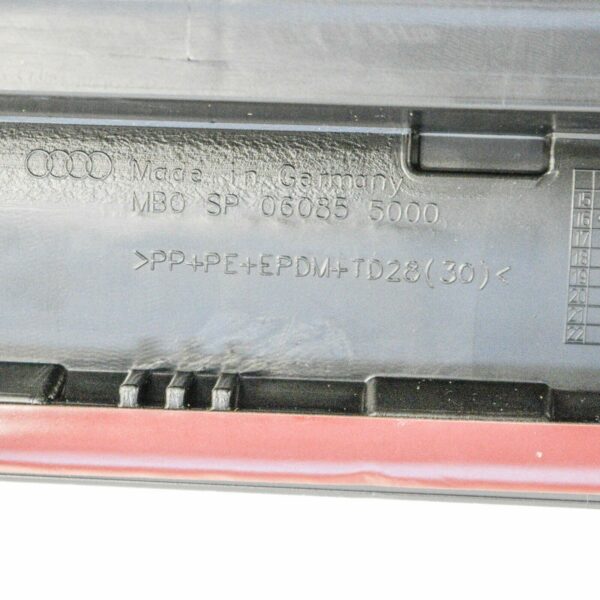 Made in Germany
MBO SP 06085 5000
>PP+PE+EPDM+TD28(30)<
15
16
17
18
19
20
21
22